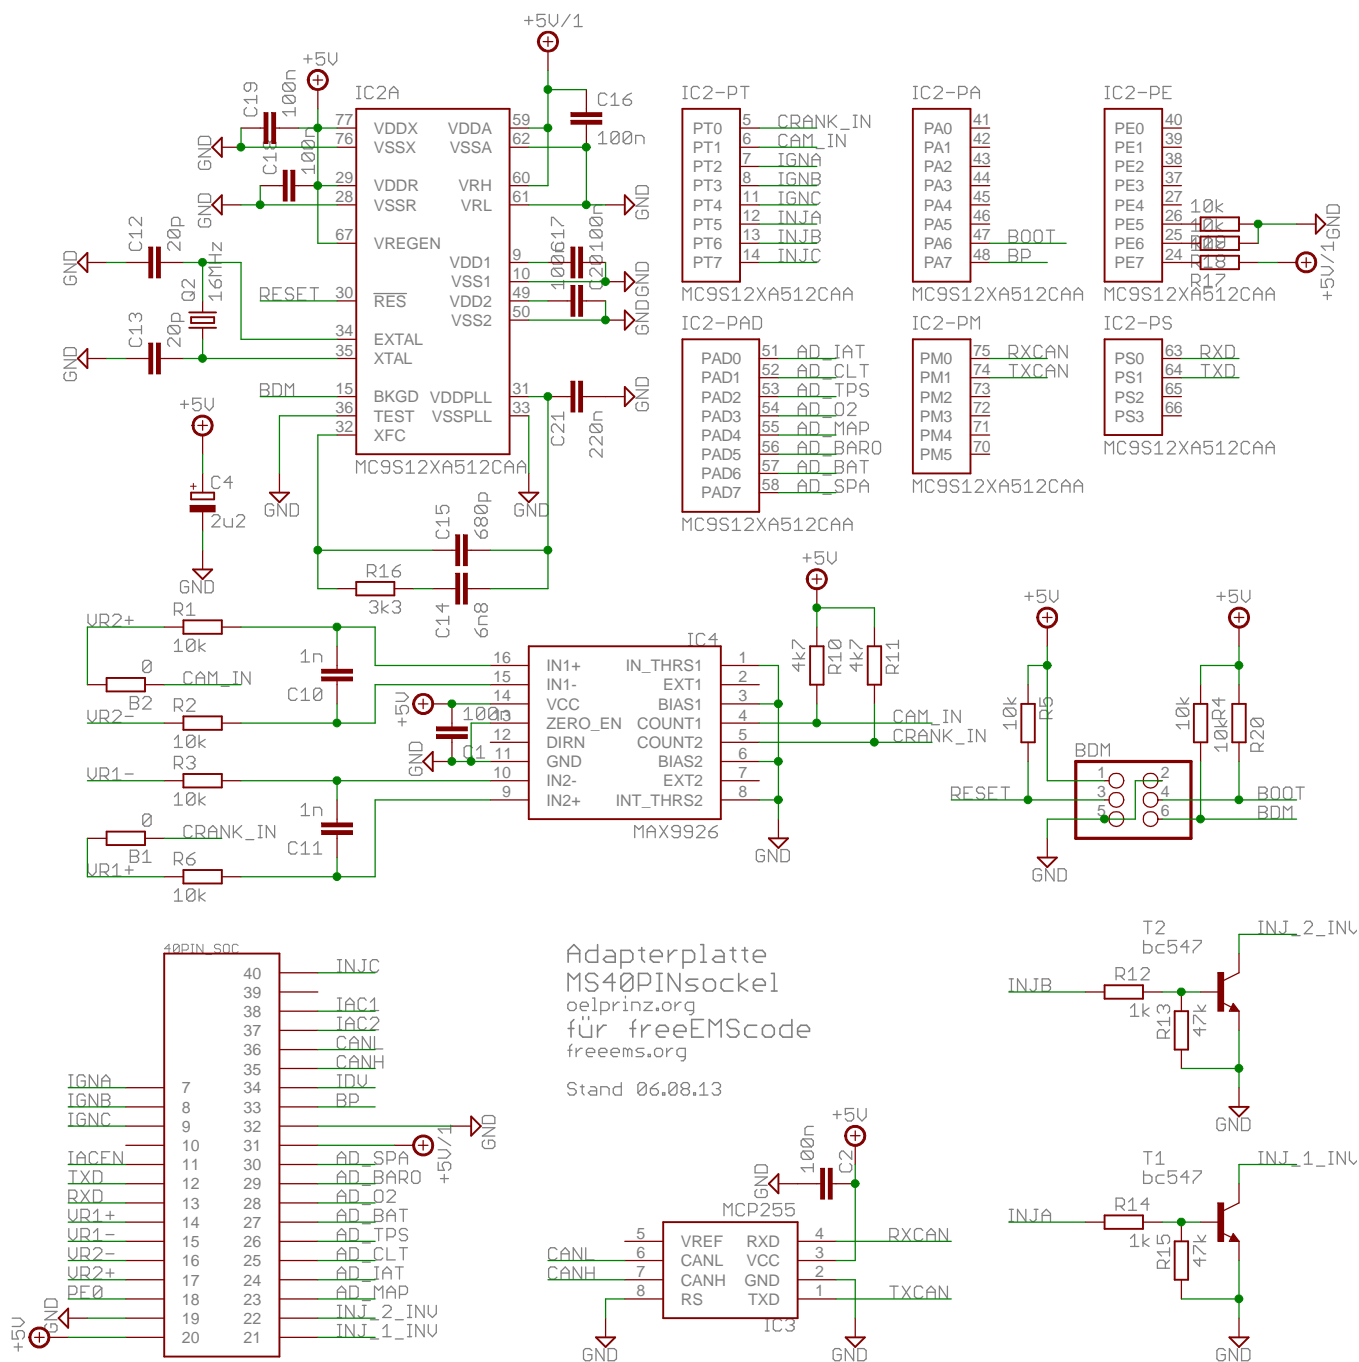 +5V/1
+5V
C19
100n
IC2A
C16
100n
GND
C18
100n
GND
77 VDDX VDDA 59
76 VSSX VSSA 62
29 VDDR VRH 60
28 VSSR VRL 61
67 VREGEN
VDD1 9
VSS1 10
30 RES VDD2 49
VSS2 50
34 EXTAL
35 XTAL
15 BKGD VDDPLL 31
36 TEST VSSPLL 33
32 XFC
MC9S12XA512CAA
GND
C12
20p
GND
Q2
16MHz
RESET
C13
20p
GND
BDM
C17
100n
C20
100n
GND
GND
C21
220n
GND
GND
GND
+5V
C4
2u2
GND
C15
680p
R16
3k3
C14
6n8
IC2-PT
PT0 5 CRANK_IN
PT1 6 CAM_IN
PT2 7 IGNA
PT3 8 IGNB
PT4 11 IGNC
PT5 12 INJA
PT6 13 INJB
PT7 14 INJC
MC9S12XA512CAA
IC2-PA
PA0 41
PA1 42
PA2 43
PA3 44
PA4 45
PA5 46
PA6 47 BOOT
PA7 48 BP
MC9S12XA512CAA
IC2-PE
PE0 40
PE1 39
PE2 38
PE3 37
PE4 27
PE5 26
PE6 25
PE7 24
MC9S12XA512CAA
10k
10k
R18
R17
GND
+5V/1
IC2-PAD
PAD0 51 AD_IAT
PAD1 52 AD_CLT
PAD2 53 AD_TPS
PAD3 54 AD_O2
PAD4 55 AD_MAP
PAD5 56 AD_BARO
PAD6 57 AD_BAT
PAD7 58 AD_SPA
MC9S12XA512CAA
IC2-PM
PM0 75 RXCAN
PM1 74 TXCAN
PM2 73
PM3 72
PM4 71
PM5 70
MC9S12XA512CAA
IC2-PS
PS0 63 RXD
PS1 64 TXD
PS2 65
PS3 66
MC9S12XA512CAA
VR2+
R1
10k
0
B2
CAM_IN
1n
C10
VR2-
R2
10k
VR1-
R3
10k
0
B1
CRANK_IN
1n
C11
VR1+
R6
10k
+5V
100n
C1
GND
IC4
16 IN1+ IN_THRS1 1
15 IN1- EXT1 2
14 VCC BIAS1 3
13 ZERO_EN COUNT1 4
12 DIRN COUNT2 5
11 GND BIAS2 6
10 IN2- EXT2 7
9 IN2+ INT_THRS2 8
MAX9926
+5V
4k7
R10
4k7
R11
CAM_IN
CRANK_IN
GND
+5V
+5V
10k
R5
10k
R4
10k
R20
BDM
1 2
3 4
5 6
RESET
BOOT
BDM
GND
40PIN_SOC
40 INJC
39
38 IAC1
37 IAC2
36 CANL
35 CANH
IGNA 7 34 IDV
IGNB 8 33 BP
IGNC 9 32 GND
10 31 +5V/1
IACEN 11 30 AD_SPA
TXD 12 29 AD_BARO
RXD 13 28 AD_O2
VR1+ 14 27 AD_BAT
VR1- 15 26 AD_TPS
VR2- 16 25 AD_CLT
VR2+ 17 24 AD_IAT
PE0 18 23 AD_MAP
GND 19 22 INJ_2_INV
+5V 20 21 INJ_1_INV
Adapterplatte
MS40PINsockel
oelprinz.org
für freeEMScode
freeems.org
Stand 06.08.13
+5V
100n
C2
GND
MCP255
5 VREF RXD 4 RXCAN
CANL 6 CANL VCC 3
CANH 7 CANH GND 2
8 RS TXD 1 TXCAN
IC3
GND
GND
T2
bc547
INJ_2_INV
INJB
R12
1k
R13
47k
GND
T1
bc547
INJ_1_INV
INJA
R14
1k
R15
47k
GND